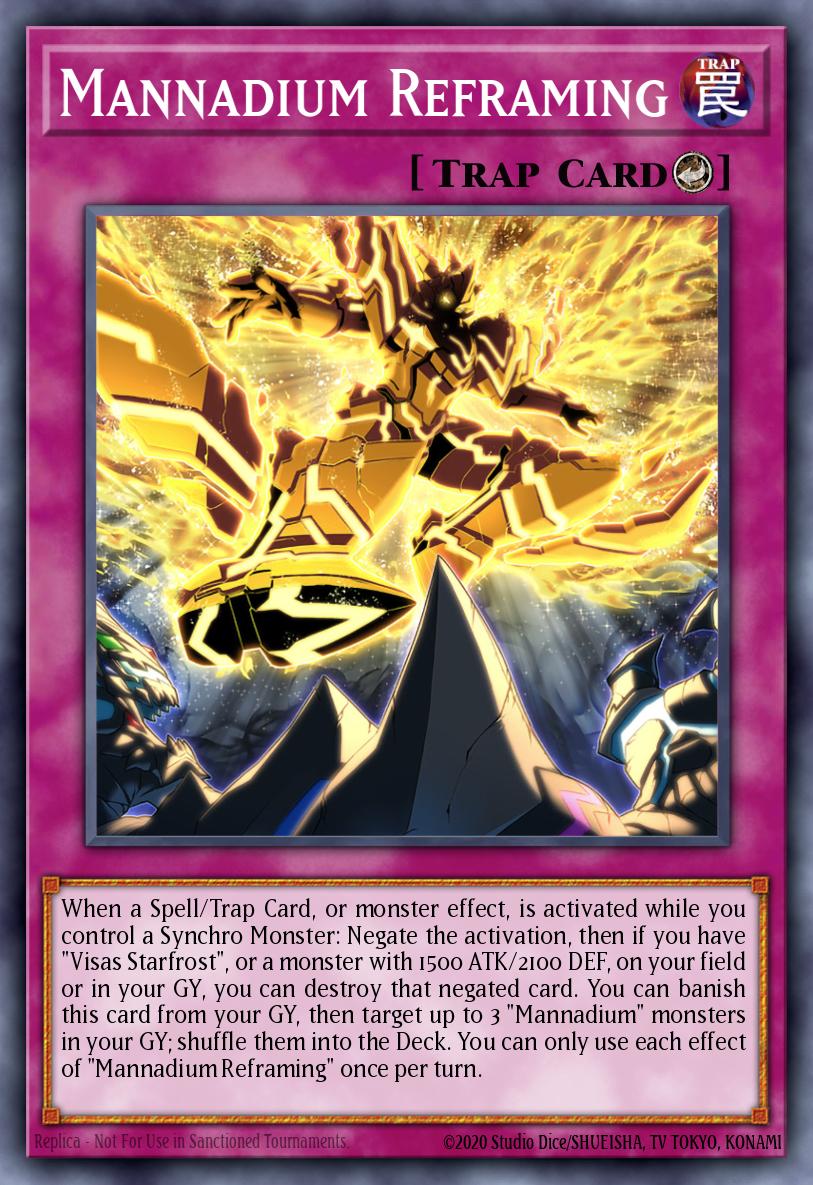 Mannadium Reframing
TRAP
罠
[ Trap Card ]
When a Spell/Trap Card, or monster effect, is activated while you
control a Synchro Monster: Negate the activation, then if you have
"Visas Starfrost", or a monster with 1500 ATK/2100 DEF, on your field
or in your GY, you can destroy that negated card. You can banish
this card from your GY, then target up to 3 "Mannadium" monsters
in your GY; shuffle them into the Deck. You can only use each effect
of "Mannadium Reframing" once per turn.
Replica - Not For Use in Sanctioned Tournaments.
©2020 Studio Dice/SHUEISHA, TV TOKYO, KONAMI